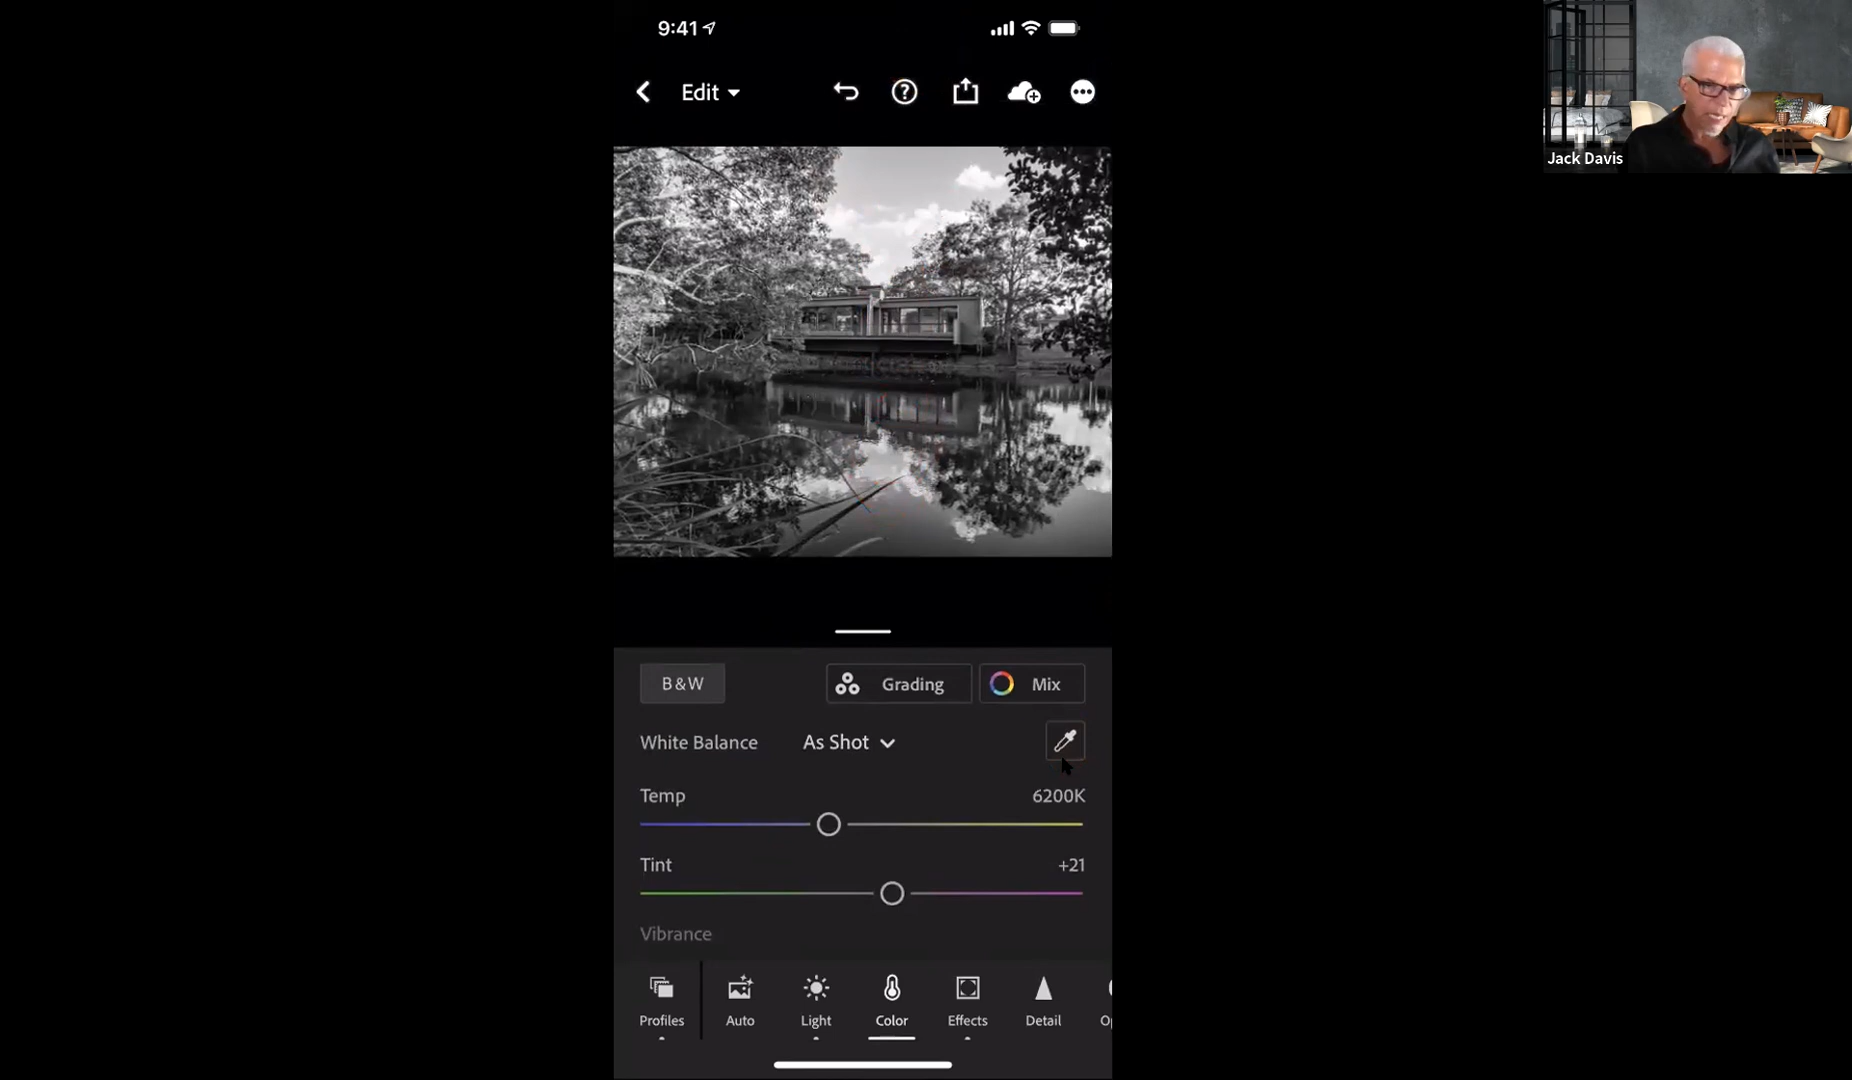 9:41
Edit
Jack Davis
B & W
Grading
Mix
White Balance
As Shot
Temp
6200K
Tint
+21
Vibrance
Profiles
Auto
Light
Color
Effects
Detail